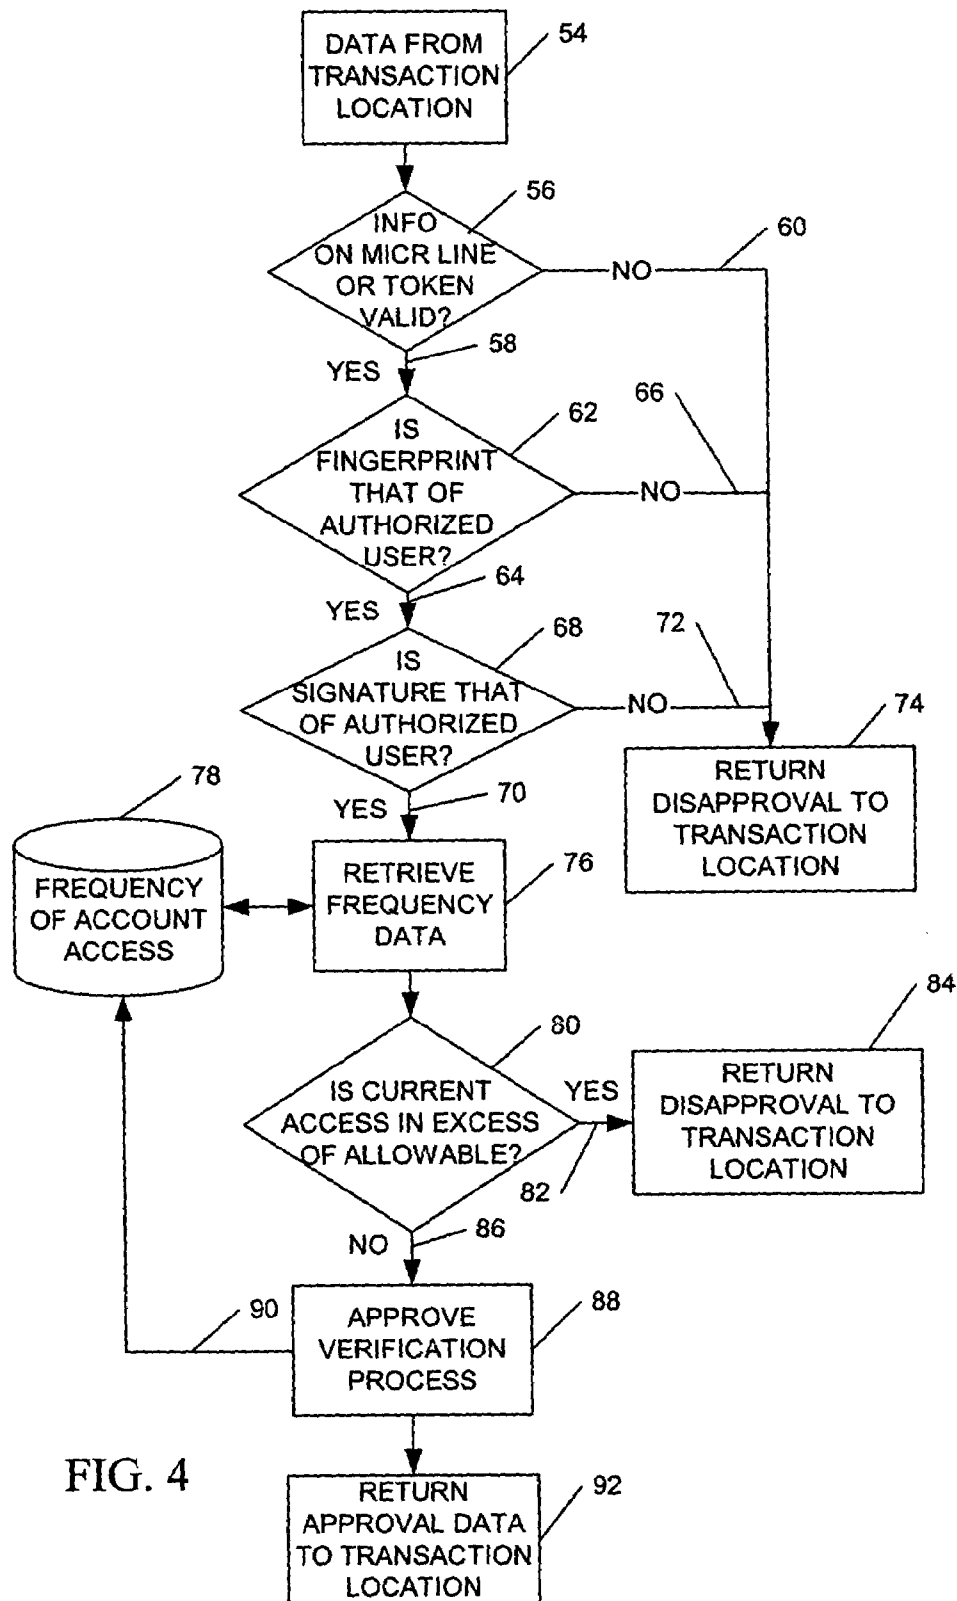 DATA FROM
TRANSACTION
LOCATION
54
INFO
ON MICR LINE
OR TOKEN
VALID?
56
NO
60
YES
58
IS
FINGERPRINT
THAT OF
AUTHORIZED
USER?
62
NO
66
YES
64
IS
SIGNATURE THAT
OF AUTHORIZED
USER?
68
NO
72
RETURN
DISAPPROVAL TO
TRANSACTION
LOCATION
74
YES
70
FREQUENCY
OF ACCOUNT
ACCESS
78
RETRIEVE
FREQUENCY
DATA
76
IS CURRENT
ACCESS IN EXCESS
OF ALLOWABLE?
80
YES
82
RETURN
DISAPPROVAL TO
TRANSACTION
LOCATION
84
NO
86
APPROVE
VERIFICATION
PROCESS
88
90
RETURN
APPROVAL DATA
TO TRANSACTION
LOCATION
92
FIG. 4